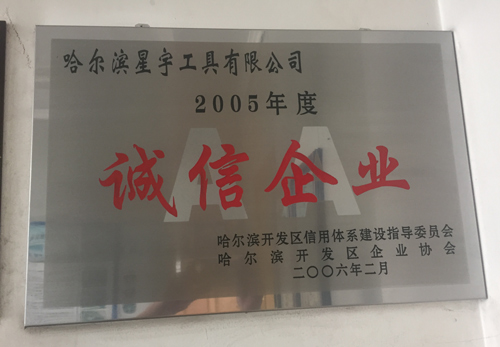 哈尔滨星宇工具有限公司
2005年度
AA
诚信企业
哈尔滨开发区信用体系建设指导委员会
哈尔滨开发区企业协会
二〇〇六年二月